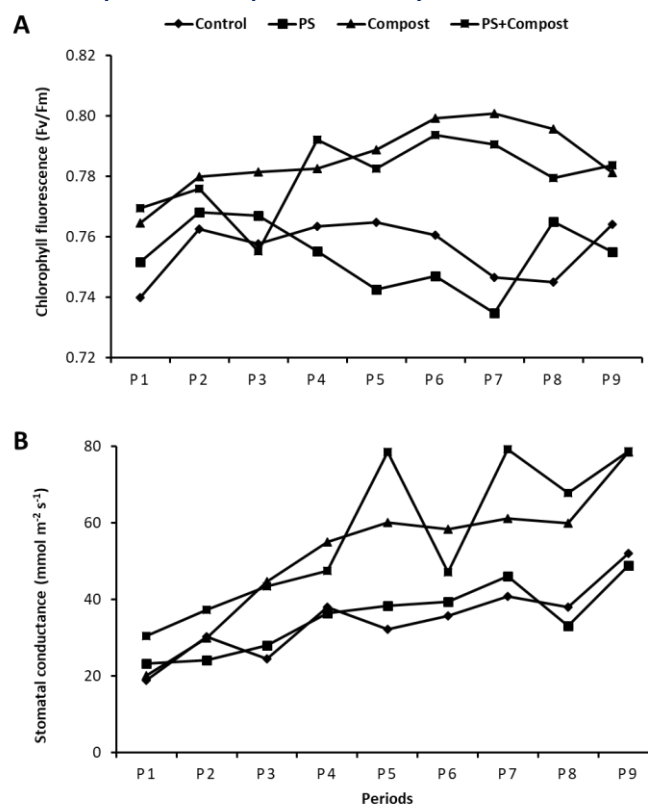 A
Control PS Compost PS+Compost
Chlorophyll fluorescence (Fv/Fm)
0.82
0.80
0.78
0.76
0.74
0.72
P1 P2 P3 P4 P5 P6 P7 P8 P9
B
Stomatal conductance (mmol m⁻² s⁻¹)
80
60
40
20
0
P1 P2 P3 P4 P5 P6 P7 P8 P9
Periods